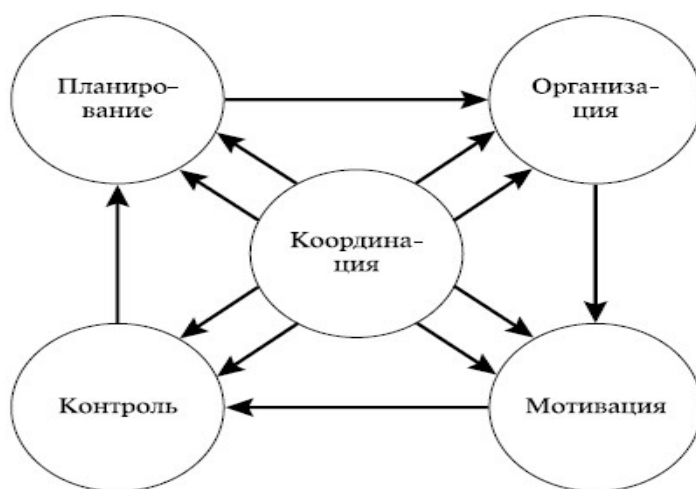 Планиро-
вание
Организа-
ция
Координа-
ция
Контроль
Мотивация